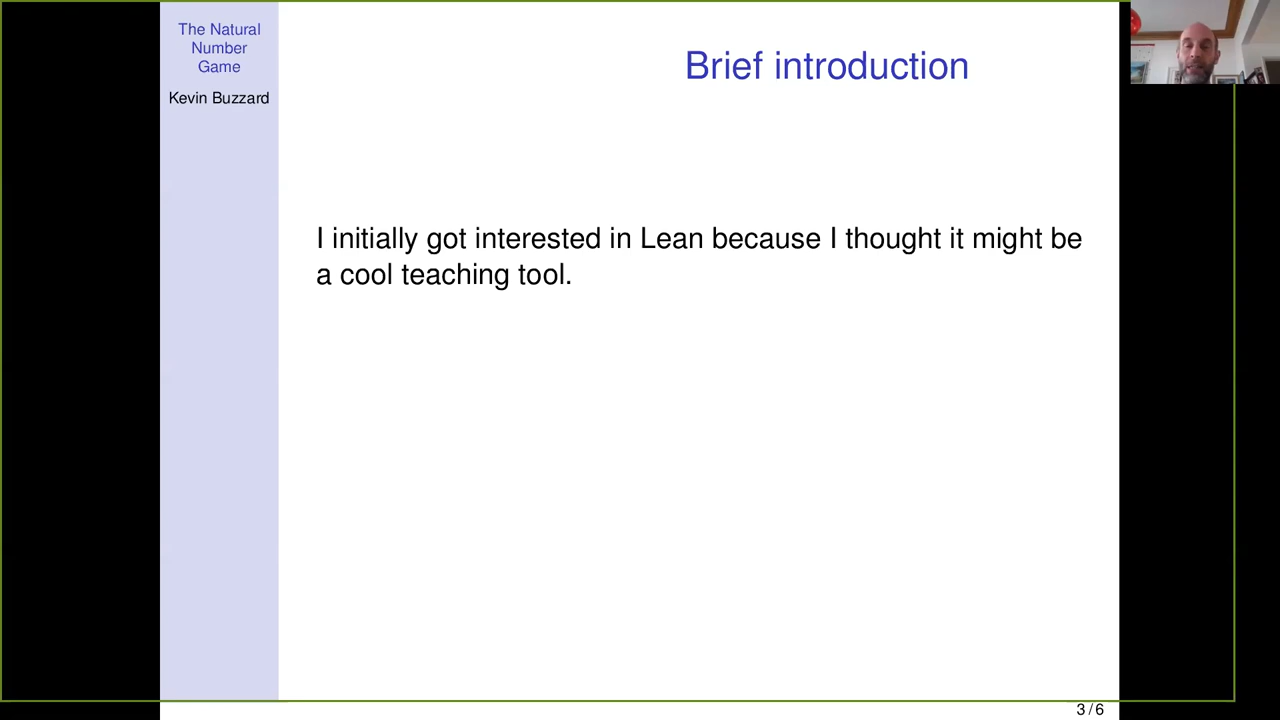 The Natural
Number
Game
Kevin Buzzard
Brief introduction
I initially got interested in Lean because I thought it might be
a cool teaching tool.
3 / 6